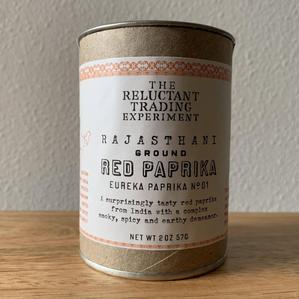 THE
RELUCTANT
TRADING
EXPERIMENT
RAJASTHANI
GROUND
RED PAPRIKA
EUREKA PAPRIKA Nº01
A surprisingly tasty red paprika
from India with a complex
smoky, spicy and earthy demeanor.
NET WT 2 OZ 57G